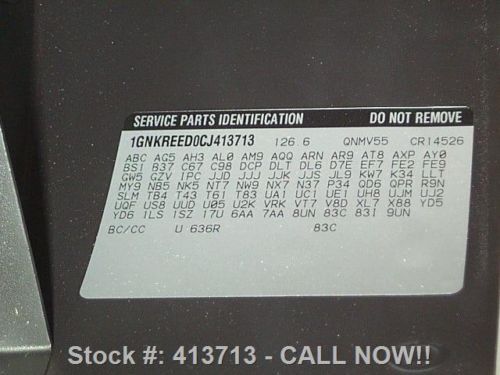 SERVICE PARTS IDENTIFICATION DO NOT REMOVE
1GNKREED0CJ413713 126.6 QNMV55 CR14526
ABC AG5 AH3 AL0 AM9 AQQ ARN AR9 AT8 AXP AY0
BSI B37 C67 C98 DCP DLT DL6 D7E EF7 FE2 FE9
GW5 GZV IPC JJD JJJ JJK JJS JL9 KW7 K34 LLT
MY9 NB5 NK5 NT7 NW9 NX7 N37 P34 QD6 QPR R9N
SLM TB4 T43 T61 T83 UAI UC1 UE1 UH8 UJM UJ2
UQF US8 UUD U05 U2K VRK VT7 V8D XL7 X88 YD5
YD6 1LS 1SZ 17U 6AA 7AA 8UN 83C 83I 9UN
BC/CC U 636R 83C
Stock #: 413713 - CALL NOW!!